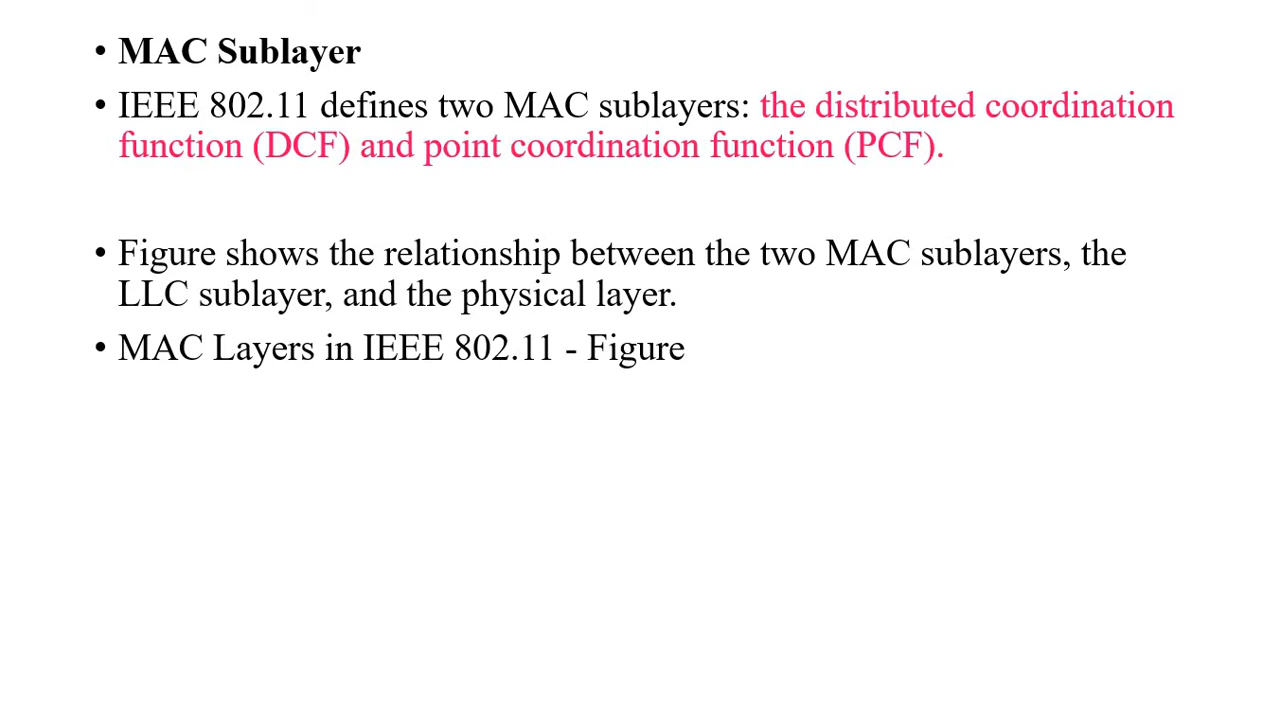 • MAC Sublayer
• IEEE 802.11 defines two MAC sublayers: the distributed coordination
function (DCF) and point coordination function (PCF).
• Figure shows the relationship between the two MAC sublayers, the
LLC sublayer, and the physical layer.
• MAC Layers in IEEE 802.11 - Figure